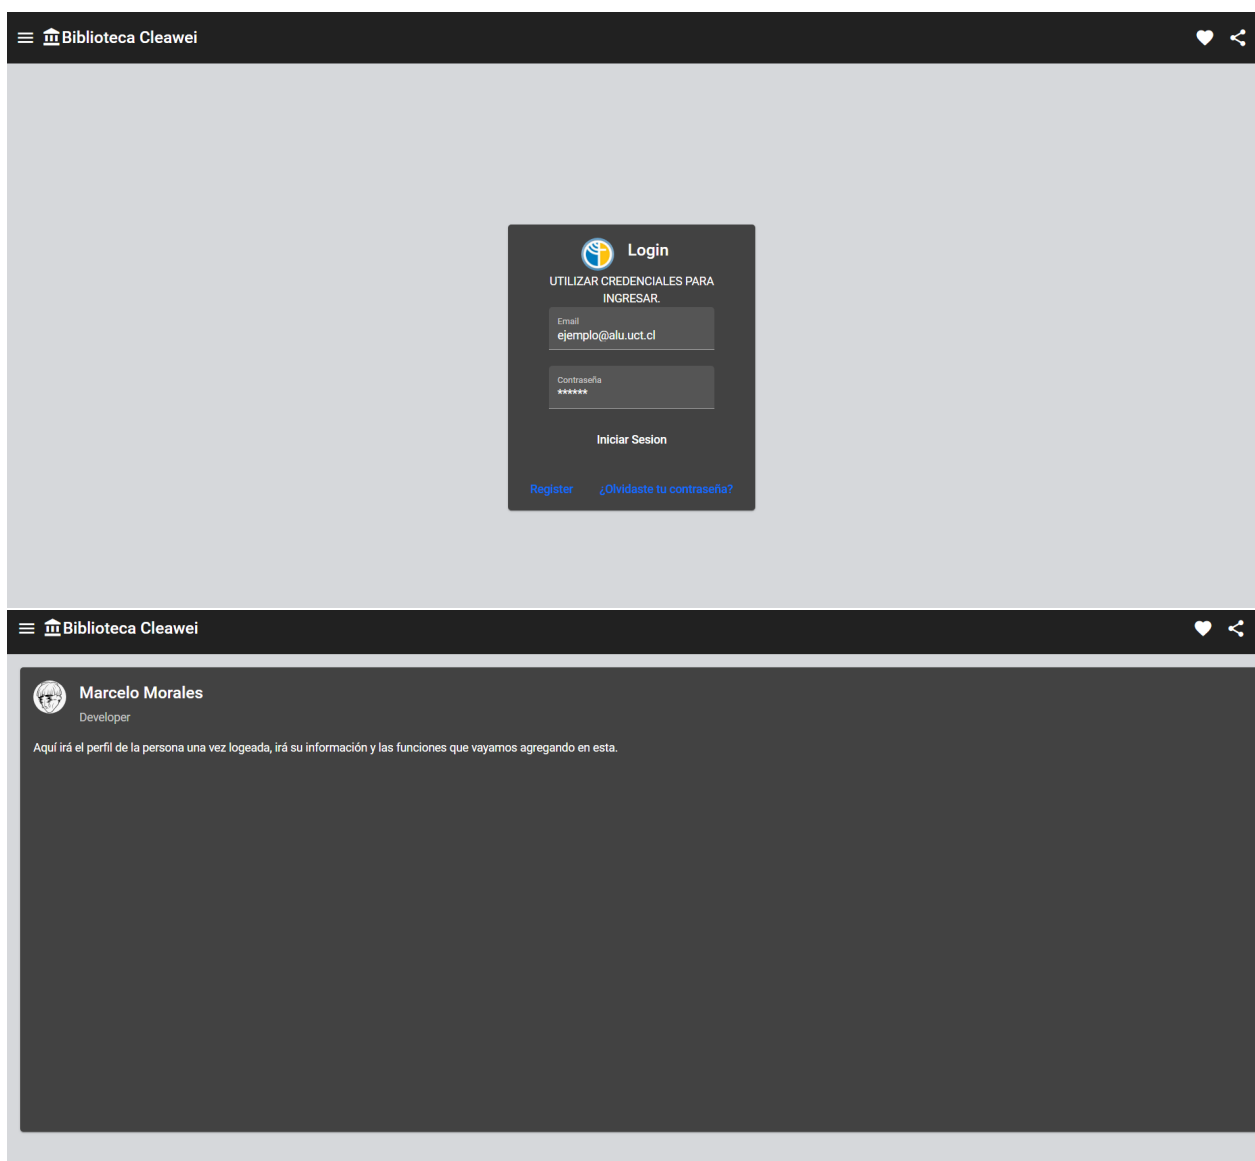 Biblioteca Cleawei
Login
UTILIZAR CREDENCIALES PARA
INGRESAR.
Email
ejemplo@alu.uct.cl
Contraseña
******
Iniciar Sesion
Register ¿Olvidaste tu contraseña?
Biblioteca Cleawei
Marcelo Morales
Developer
Aquí irá el perfil de la persona una vez logeada, irá su información y las funciones que vayamos agregando en esta.